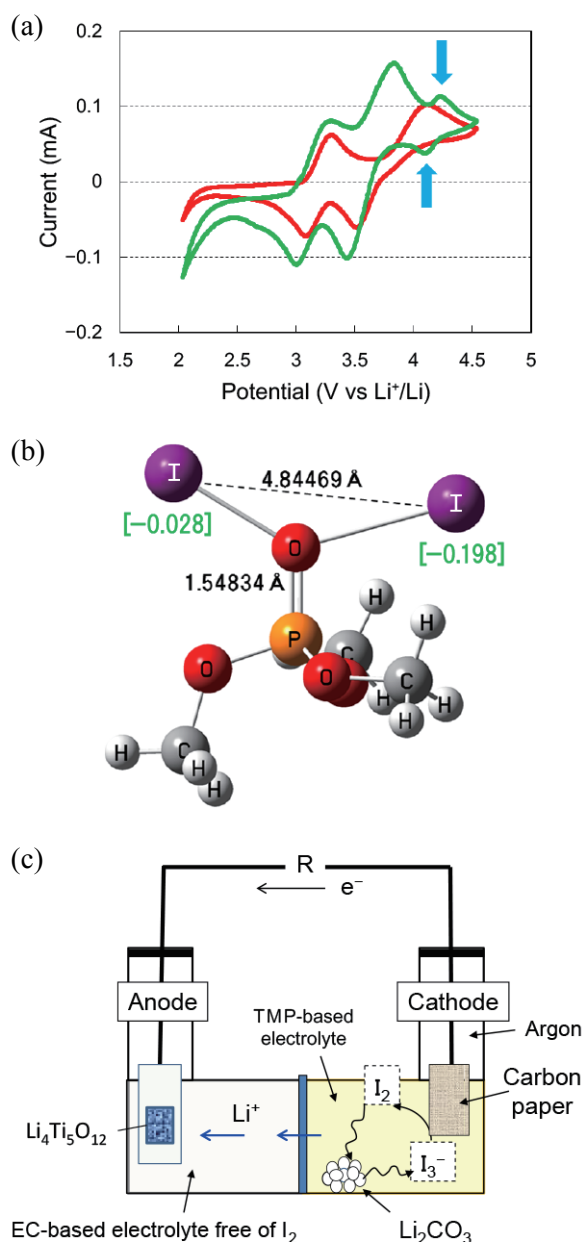 (a)
0.2
0.1
0
−0.1
−0.2
Current (mA)
1.5 2 2.5 3 3.5 4 4.5 5
Potential (V vs Li⁺/Li)
(b)
I
4.84469 Å
I
[−0.028]
O
[−0.198]
1.54834 Å
H
P
C
H
O
O
C
H
H
H
H
C
H
H
(c)
R
e⁻
Anode
Cathode
TMP-based
electrolyte
Argon
I₂
Carbon
paper
Li⁺
Li₄Ti₅O₁₂
I₃⁻
EC-based electrolyte free of I₂
Li₂CO₃